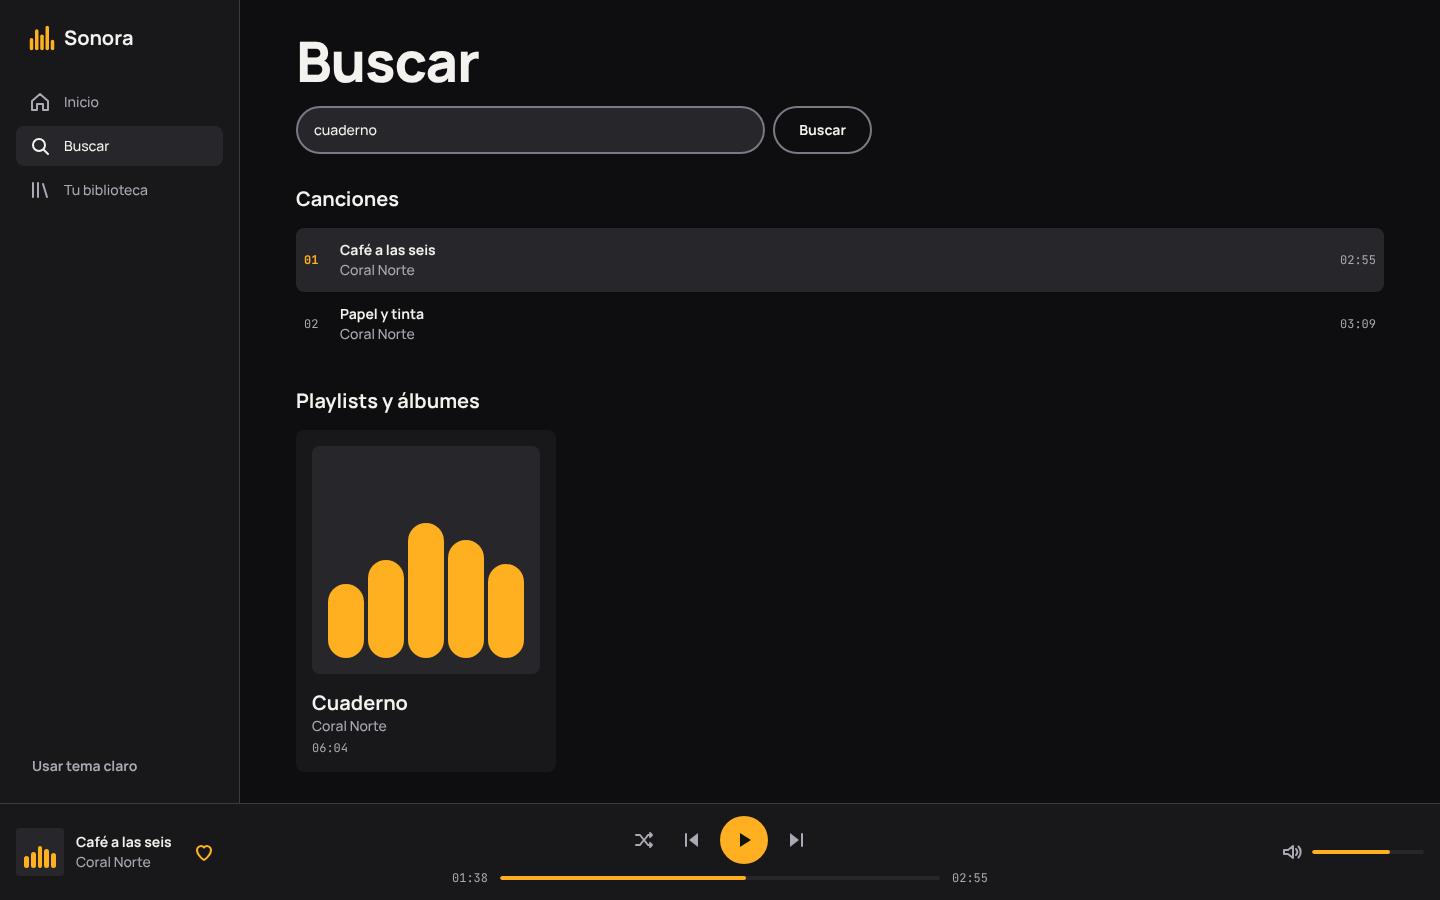 Sonora
Inicio
Buscar
Tu biblioteca
Usar tema claro
Buscar
cuaderno
Buscar
Canciones
01
Café a las seis
Coral Norte
02:55
02
Papel y tinta
Coral Norte
03:09
Playlists y álbumes
Cuaderno
Coral Norte
06:04
Café a las seis
Coral Norte
01:38
02:55